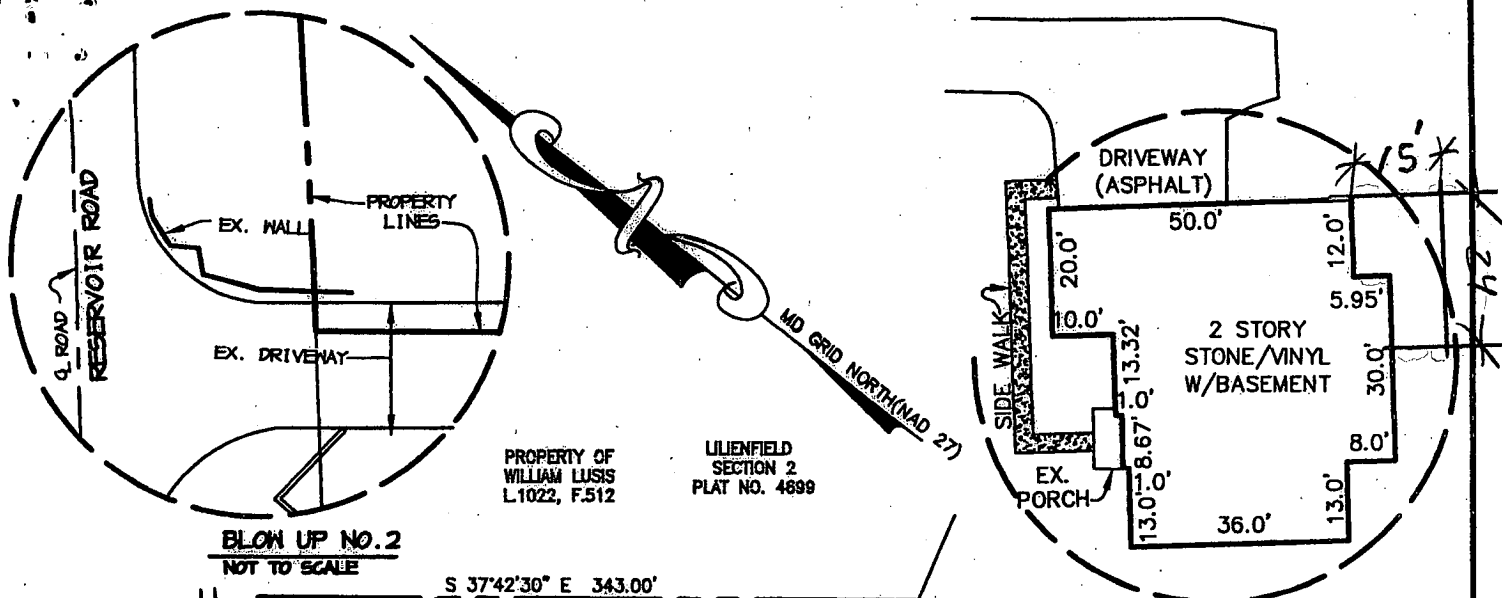 ℄ ROAD
RESERVOIR ROAD
EX. WALL
PROPERTY
LINES
EX. DRIVEWAY
BLOW UP NO.2
NOT TO SCALE
S 37°42'30" E 343.00'
PROPERTY OF
WILLIAM LUSIS
L.1022, F.512
LILIENFIELD
SECTION 2
PLAT NO. 4699
MD GRID NORTH(NAD 27)
DRIVEWAY
(ASPHALT)
15'
50.0'
12.0'
20.0'
5.95'
24
10.0'
2 STORY
STONE/VINYL
W/BASEMENT
13.32'
30.0'
SIDE WALK
1.0'
8.67'
8.0'
EX.
PORCH
1.0'
13.0'
36.0'
13.0'